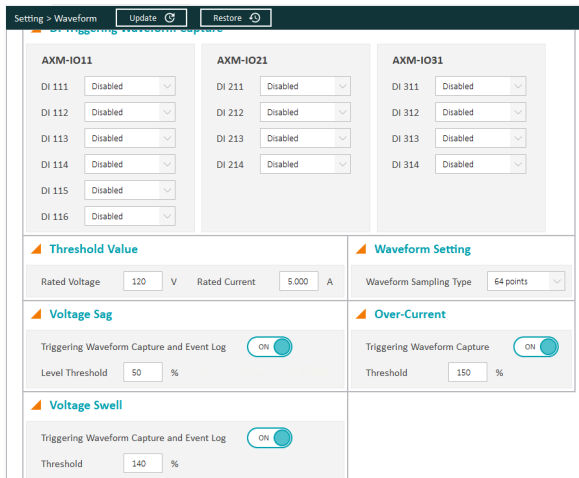 Setting > Waveform Update Restore
DI Triggering Waveform Capture
AXM-IO11 AXM-IO21 AXM-IO31
DI 111 Disabled DI 211 Disabled DI 311 Disabled
DI 112 Disabled DI 212 Disabled DI 312 Disabled
DI 113 Disabled DI 213 Disabled DI 313 Disabled
DI 114 Disabled DI 214 Disabled DI 314 Disabled
DI 115 Disabled
DI 116 Disabled
Threshold Value Waveform Setting
Rated Voltage 120 V Rated Current 5.000 A Waveform Sampling Type 64 points
Voltage Sag Over-Current
Triggering Waveform Capture and Event Log ON Triggering Waveform Capture ON
Level Threshold 50 % Threshold 150 %
Voltage Swell
Triggering Waveform Capture and Event Log ON
Threshold 140 %